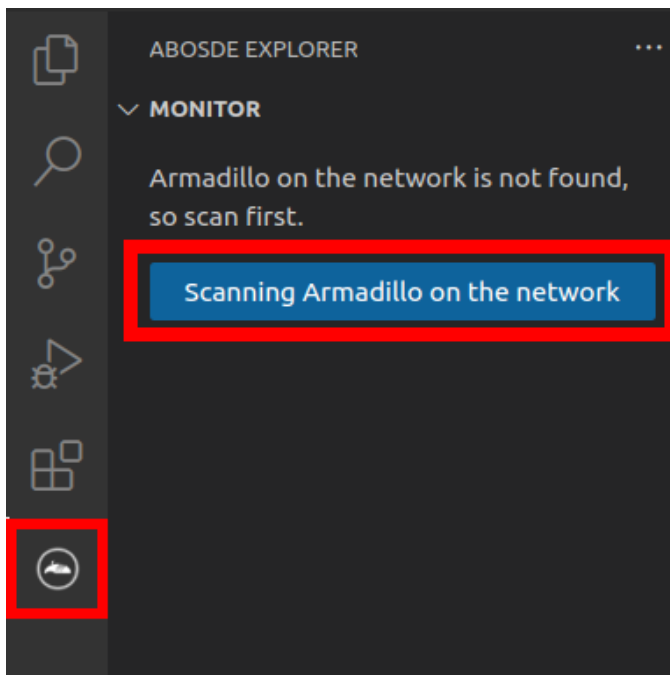 ABOSDE EXPLORER
MONITOR
Armadillo on the network is not found,
so scan first.
Scanning Armadillo on the network